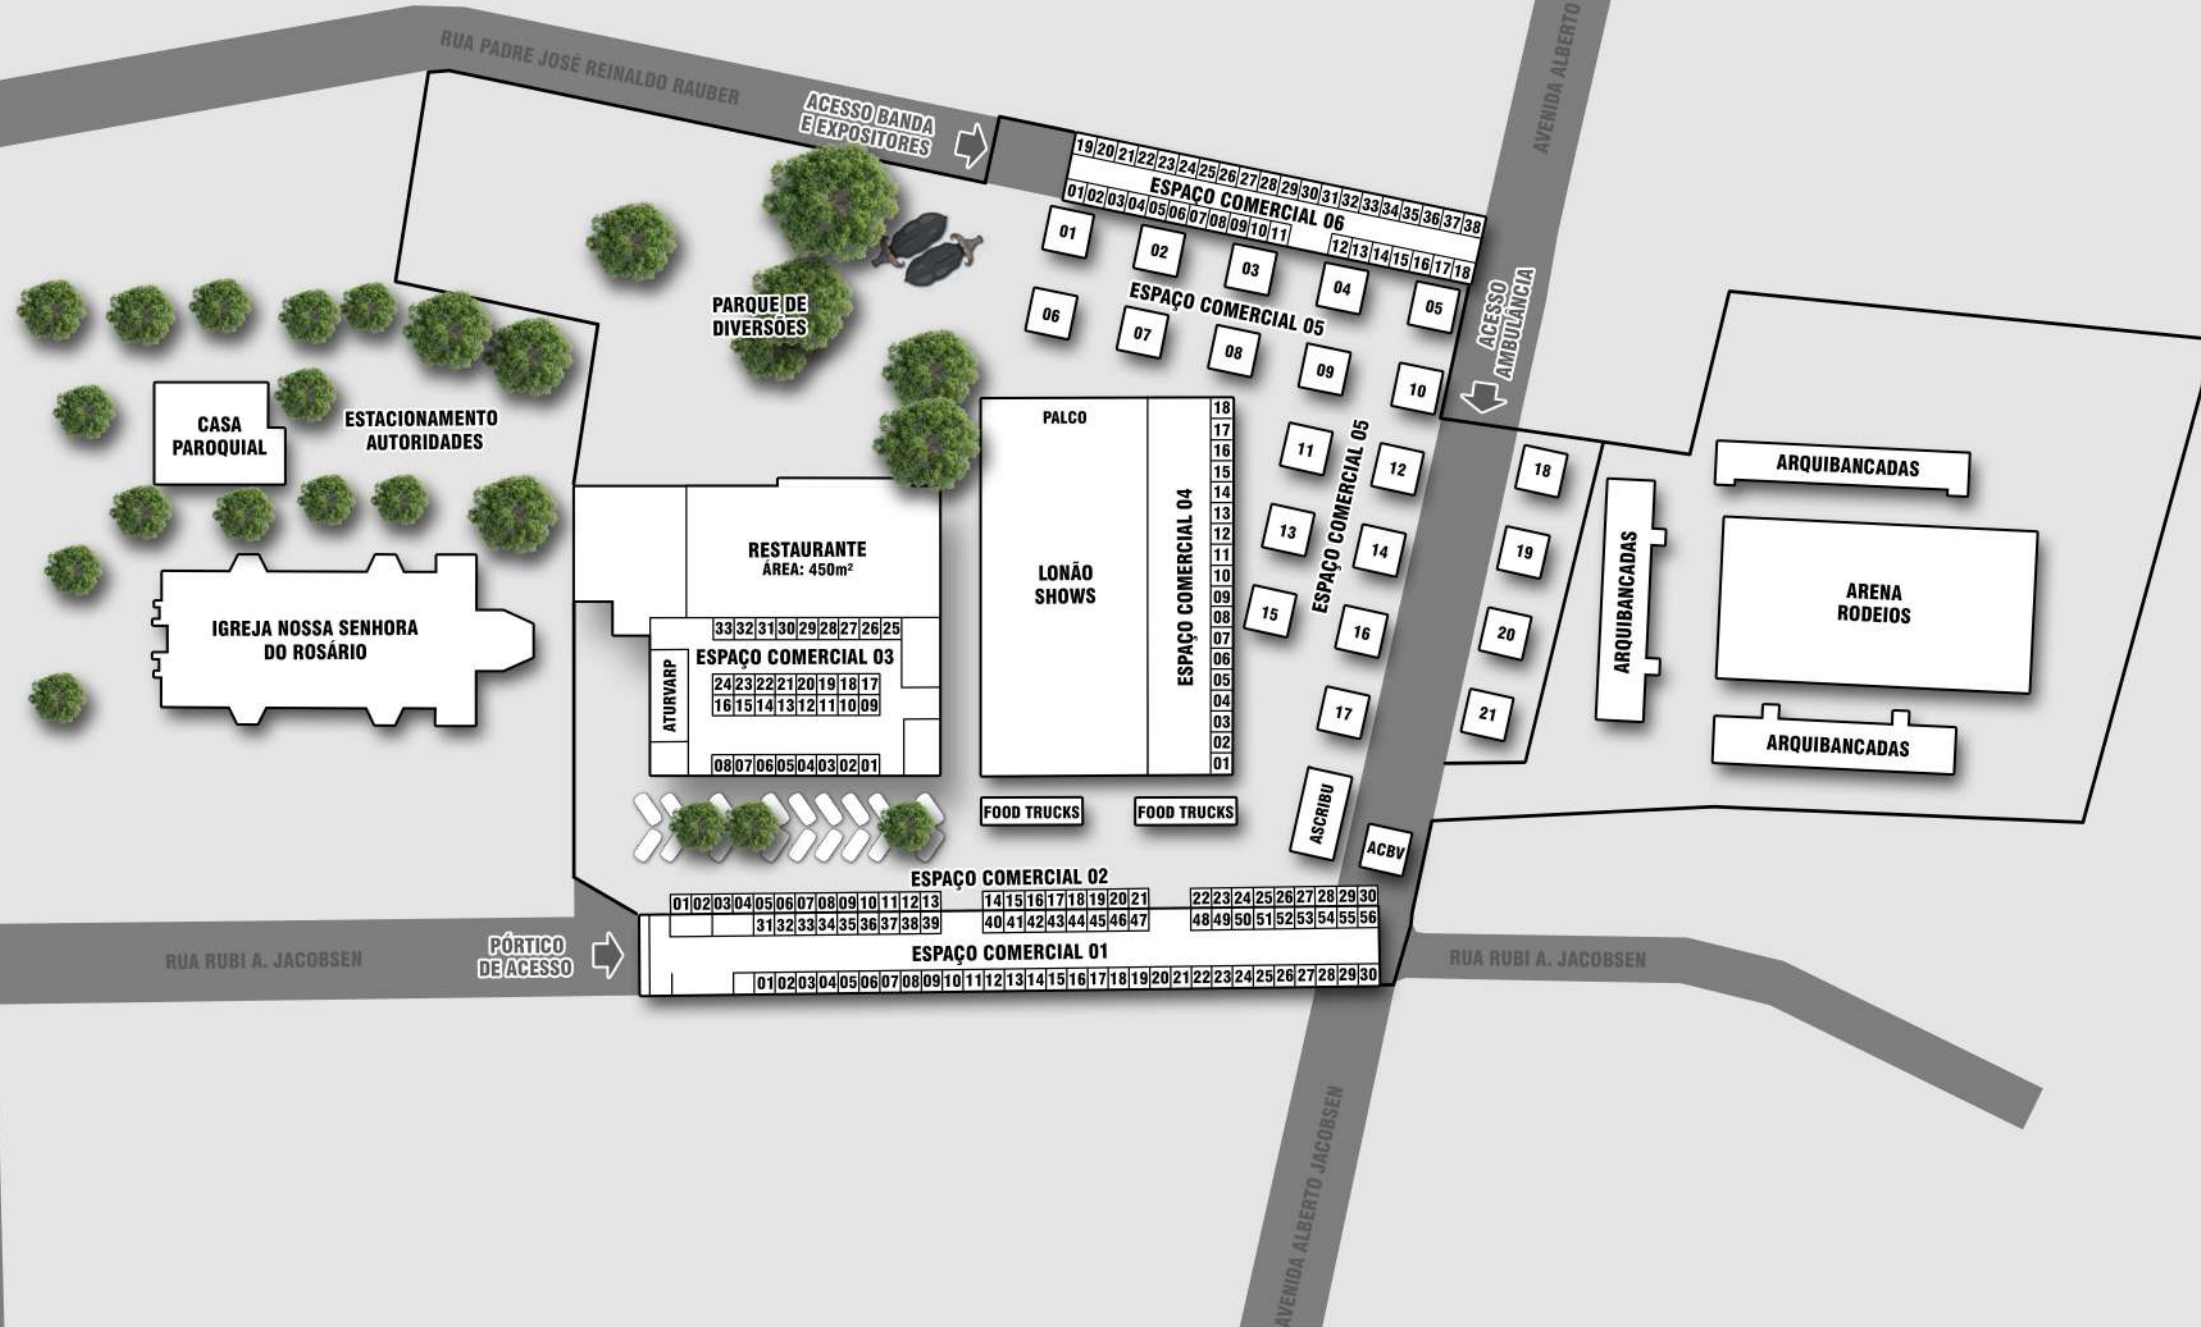 RUA PADRE JOSÉ REINALDO RAUBER
ACESSO BANDA
E EXPOSITORES
AVENIDA ALBERTO
19 20 21 22 23 24 25 26 27 28 29 30 31 32 33 34 35 36 37 38
ESPAÇO COMERCIAL 06
01 02 03 04 05 06 07 08 09 10 11
12 13 14 15 16 17 18
01
02
03
04
05
ESPAÇO COMERCIAL 05
06
07
08
09
10
ACESSO
AMBULÂNCIA
PARQUE DE
DIVERSÕES
CASA
PAROQUIAL
ESTACIONAMENTO
AUTORIDADES
IGREJA NOSSA SENHORA
DO ROSÁRIO
RESTAURANTE
ÁREA: 450m²
33 32 31 30 29 28 27 26 25
ESPAÇO COMERCIAL 03
ATURVARP
24 23 22 21 20 19 18 17
16 15 14 13 12 11 10 09
08 07 06 05 04 03 02 01
PALCO
LONÃO
SHOWS
ESPAÇO COMERCIAL 04
18
17
16
15
14
13
12
11
10
09
08
07
06
05
04
03
02
01
FOOD TRUCKS
FOOD TRUCKS
ESPAÇO COMERCIAL 05
11
12
13
14
15
16
17
18
19
20
21
ASCRIBU
ACBV
ARQUIBANCADAS
ARQUIBANCADAS
ARENA
RODEIOS
ARQUIBANCADAS
ESPAÇO COMERCIAL 02
01 02 03 04 05 06 07 08 09 10 11 12 13
14 15 16 17 18 19 20 21
22 23 24 25 26 27 28 29 30
31 32 33 34 35 36 37 38 39
40 41 42 43 44 45 46 47
48 49 50 51 52 53 54 55 56
ESPAÇO COMERCIAL 01
01 02 03 04 05 06 07 08 09 10 11 12 13 14 15 16 17 18 19 20 21 22 23 24 25 26 27 28 29 30
RUA RUBI A. JACOBSEN
PÓRTICO
DE ACESSO
RUA RUBI A. JACOBSEN
AVENIDA ALBERTO JACOBSEN